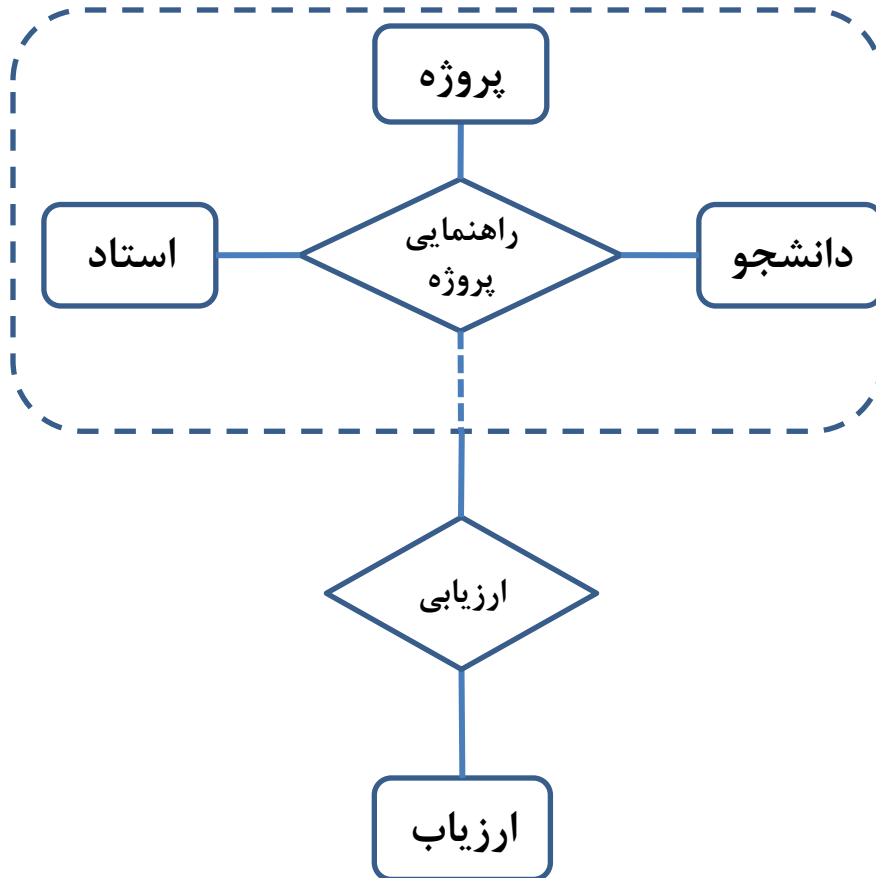 پروژه
دانشجو
راهنمایی
پروژه
استاد
ارزیابی
ارزیاب